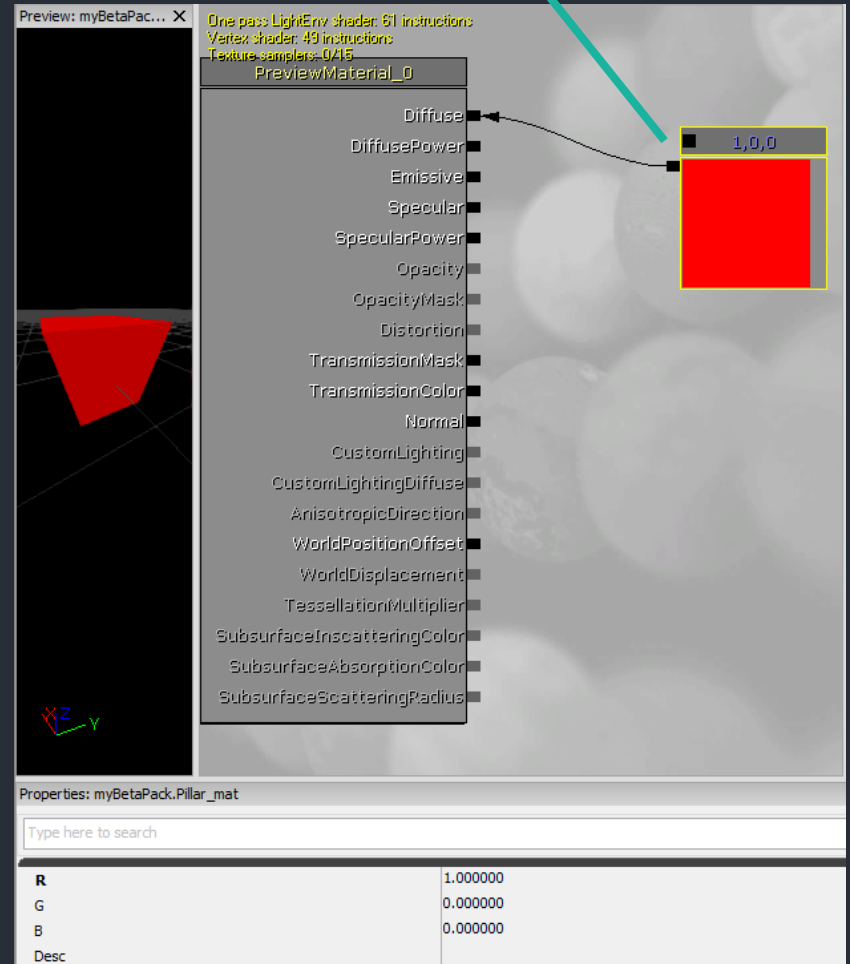 Preview: myBetaPac... X
One pass LightEnv shader: 61 instructions
Vertex shader: 49 instructions
Texture samplers: 0/15
PreviewMaterial_0
Diffuse
DiffusePower
Emissive
Specular
SpecularPower
Opacity
OpacityMask
Distortion
TransmissionMask
TransmissionColor
Normal
CustomLighting
CustomLightingDiffuse
AnisotropicDirection
WorldPositionOffset
WorldDisplacement
TessellationMultiplier
SubsurfaceInscatteringColor
SubsurfaceAbsorptionColor
SubsurfaceScatteringRadius
1,0,0
X Z Y
Properties: myBetaPack.Pillar_mat
Type here to search
R 1.000000
G 0.000000
B 0.000000
Desc